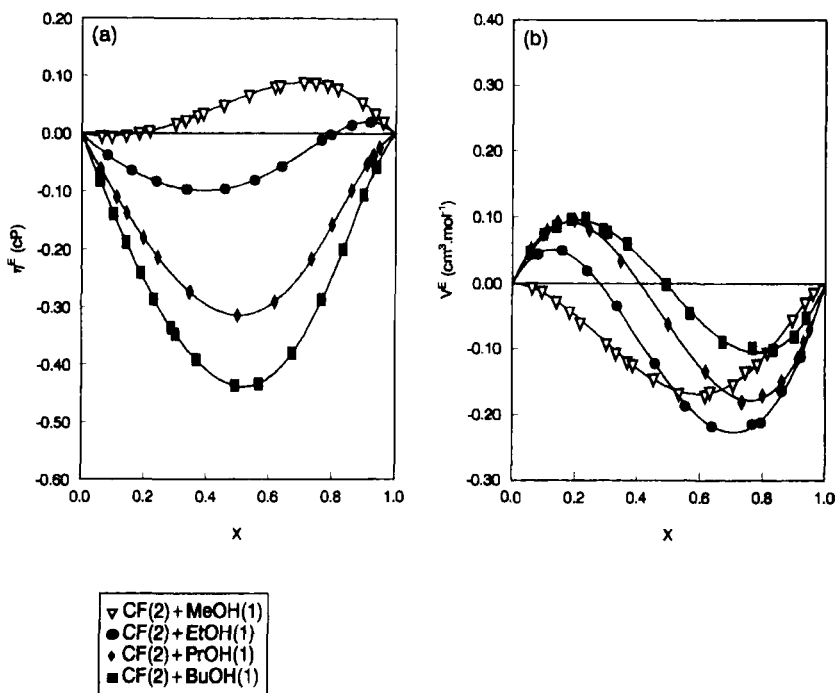 (a)
0.20
0.10
0.00
-0.10
-0.20
-0.30
-0.40
-0.50
-0.60
ηᴱ (cP)
0.0 0.2 0.4 0.6 0.8 1.0
X
(b)
0.40
0.30
0.20
0.10
0.00
-0.10
-0.20
-0.30
Vᴱ (cm³.mol⁻¹)
0.0 0.2 0.4 0.6 0.8 1.0
X
CF(2)+MeOH(1)
CF(2)+EtOH(1)
CF(2)+PrOH(1)
CF(2)+BuOH(1)